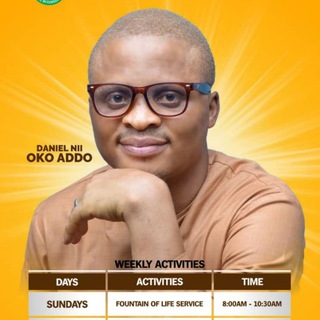 DANIEL NII
OKO ADDO
WEEKLY ACTIVITIES
DAYS ACTIVITIES TIME
SUNDAYS FOUNTAIN OF LIFE SERVICE 8:00AM - 10:30AM